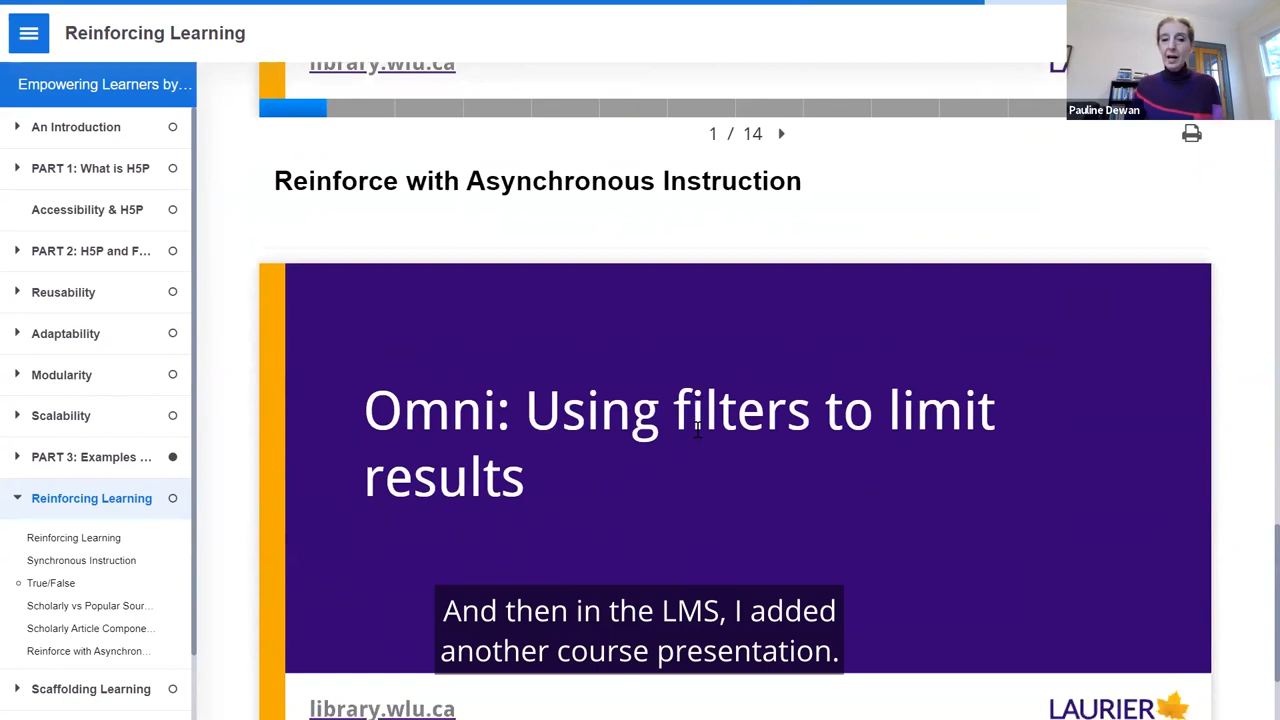 Reinforcing Learning
Empowering Learners by…
An Introduction
PART 1: What is H5P
Accessibility & H5P
PART 2: H5P and F…
Reusability
Adaptability
Modularity
Scalability
PART 3: Examples …
Reinforcing Learning
Reinforcing Learning
Synchronous Instruction
True/False
Scholarly vs Popular Sour…
Scholarly Article Compone…
Reinforce with Asynchron…
Scaffolding Learning
library.wlu.ca
LA
Pauline Dewan
1 / 14
Reinforce with Asynchronous Instruction
Omni: Using filters to limit
results
And then in the LMS, I added
another course presentation.
library.wlu.ca
LAURIER